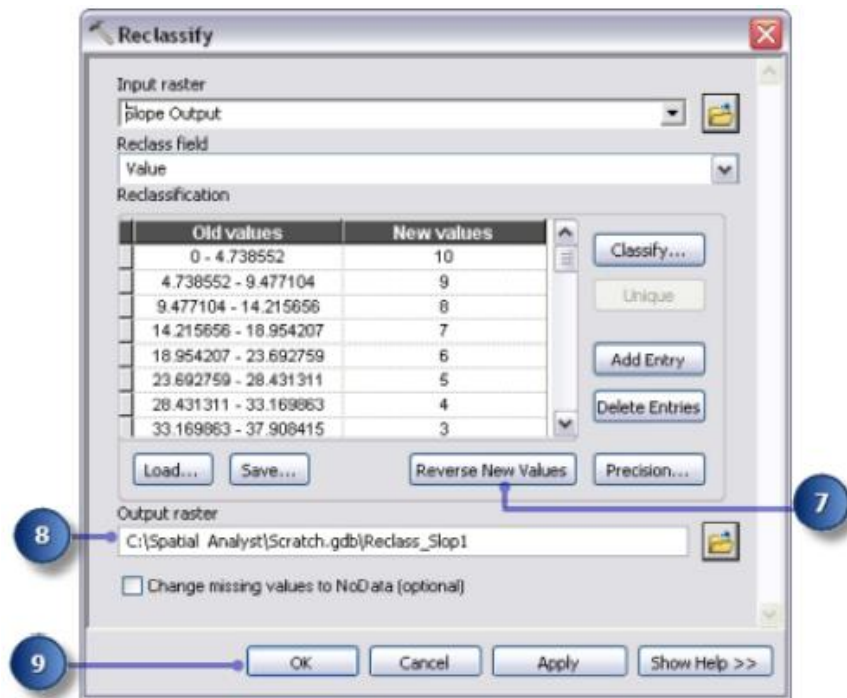 Reclassify
Input raster
Slope Output
Reclass field
Value
Reclassification
Old values New values
0 - 4.738552 10
4.738552 - 9.477104 9
9.477104 - 14.215656 8
14.215656 - 18.954207 7
18.954207 - 23.692759 6
23.692759 - 28.431311 5
28.431311 - 33.169863 4
33.169863 - 37.908415 3
Classify...
Unique
Add Entry
Delete Entries
Load... Save... Reverse New Values Precision...
7
Output raster
8
C:\Spatial Analyst\Scratch.gdb\Reclass_Slop1
Change missing values to NoData (optional)
9
OK Cancel Apply Show Help >>